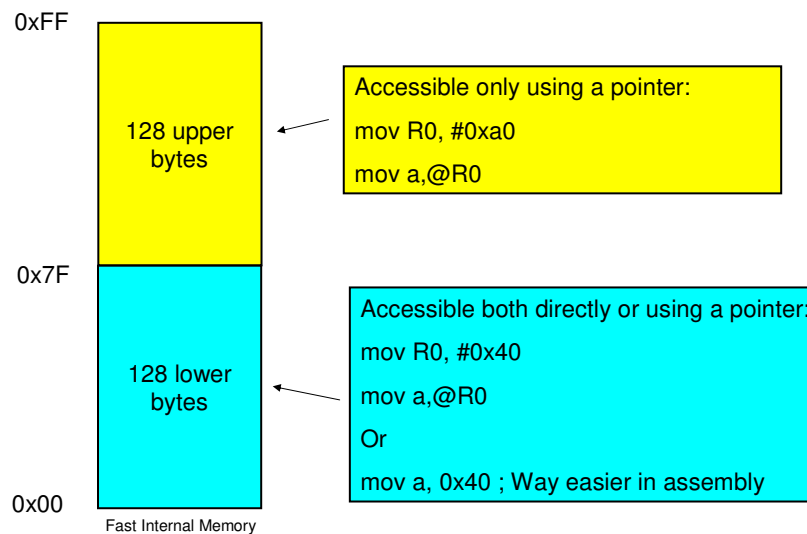 0xFF
128 upper
bytes
Accessible only using a pointer:
mov R0, #0xa0
mov a,@R0
0x7F
128 lower
bytes
Accessible both directly or using a pointer:
mov R0, #0x40
mov a,@R0
Or
mov a, 0x40 ; Way easier in assembly
0x00
Fast Internal Memory